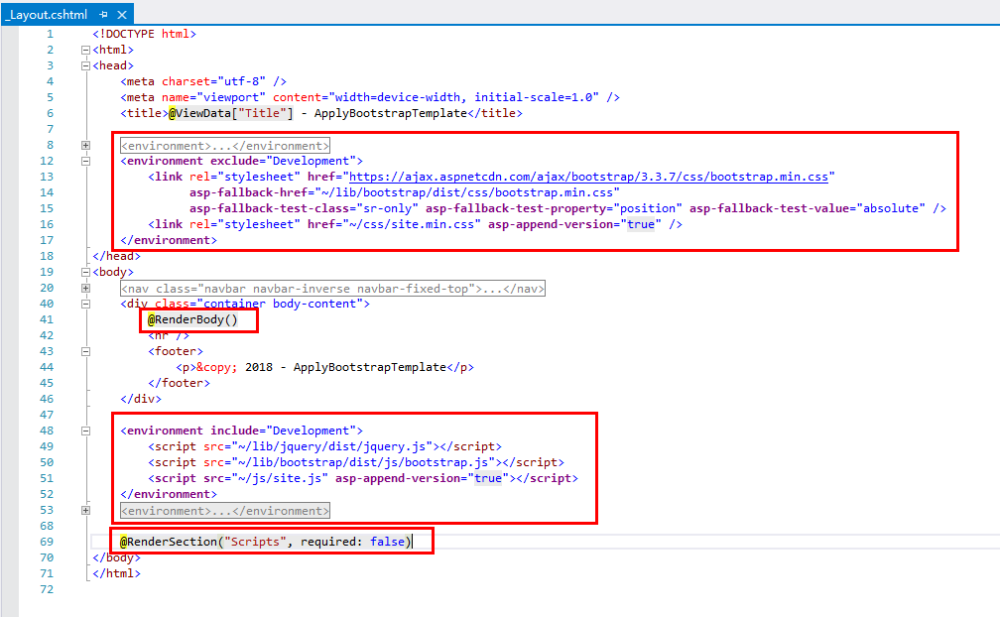 _Layout.cshtml
1 <!DOCTYPE html>
2 <html>
3 <head>
4 <meta charset="utf-8" />
5 <meta name="viewport" content="width=device-width, initial-scale=1.0" />
6 <title>@ViewData["Title"] - ApplyBootstrapTemplate</title>
7
8 <environment>...</environment>
12 <environment exclude="Development">
13 <link rel="stylesheet" href="https://ajax.aspnetcdn.com/ajax/bootstrap/3.3.7/css/bootstrap.min.css"
14 asp-fallback-href="~/lib/bootstrap/dist/css/bootstrap.min.css"
15 asp-fallback-test-class="sr-only" asp-fallback-test-property="position" asp-fallback-test-value="absolute" />
16 <link rel="stylesheet" href="~/css/site.min.css" asp-append-version="true" />
17 </environment>
18 </head>
19 <body>
20 <nav class="navbar navbar-inverse navbar-fixed-top">...</nav>
40 <div class="container body-content">
41 @RenderBody()
42 <hr />
43 <footer>
44 <p>&copy; 2018 - ApplyBootstrapTemplate</p>
45 </footer>
46 </div>
47
48 <environment include="Development">
49 <script src="~/lib/jquery/dist/jquery.js"></script>
50 <script src="~/lib/bootstrap/dist/js/bootstrap.js"></script>
51 <script src="~/js/site.js" asp-append-version="true"></script>
52 </environment>
53 <environment>...</environment>
68
69 @RenderSection("Scripts", required: false)
70 </body>
71 </html>
72